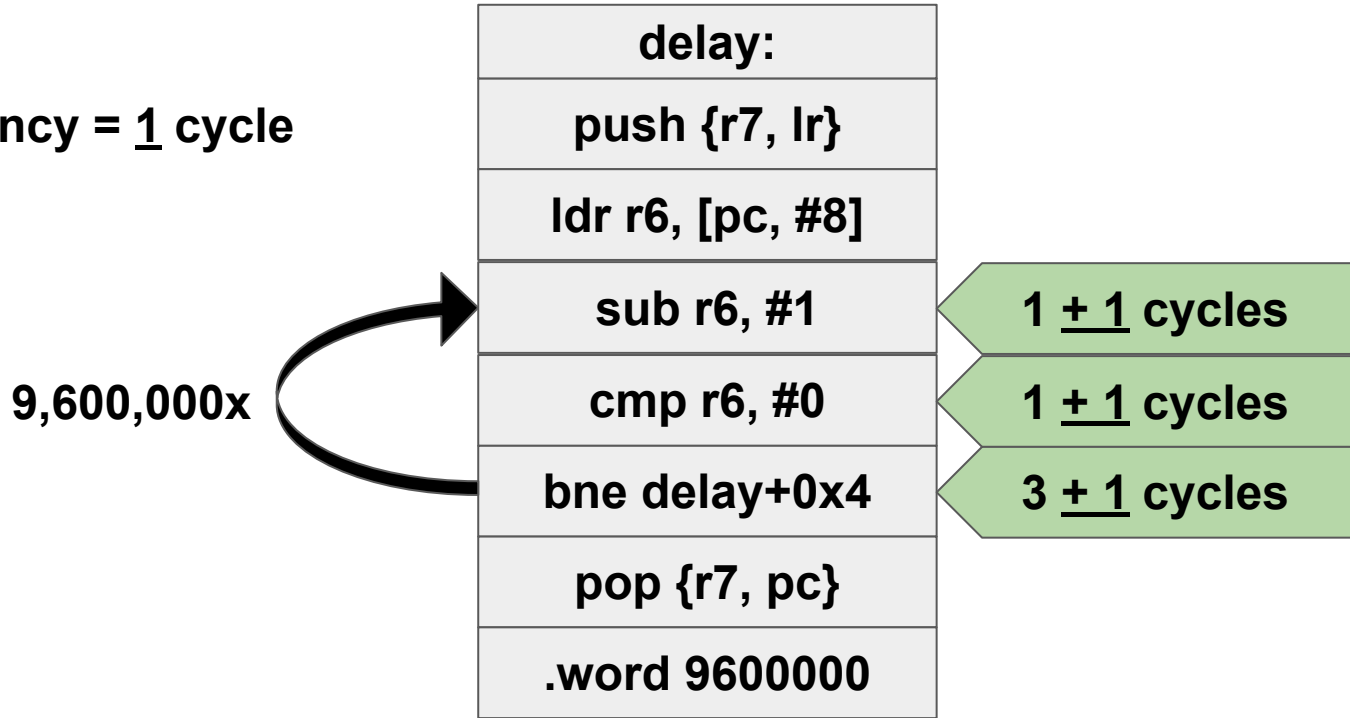 delay:
ncy = 1 cycle
push {r7, lr}
ldr r6, [pc, #8]
sub r6, #1
1 + 1 cycles
9,600,000x
cmp r6, #0
1 + 1 cycles
bne delay+0x4
3 + 1 cycles
pop {r7, pc}
.word 9600000